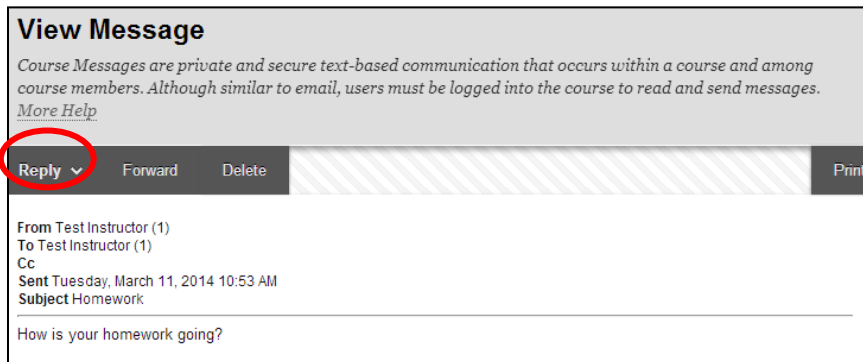 View Message
Course Messages are private and secure text-based communication that occurs within a course and among
course members. Although similar to email, users must be logged into the course to read and send messages.
More Help
Reply Forward Delete Print
From Test Instructor (1)
To Test Instructor (1)
Cc
Sent Tuesday, March 11, 2014 10:53 AM
Subject Homework
How is your homework going?